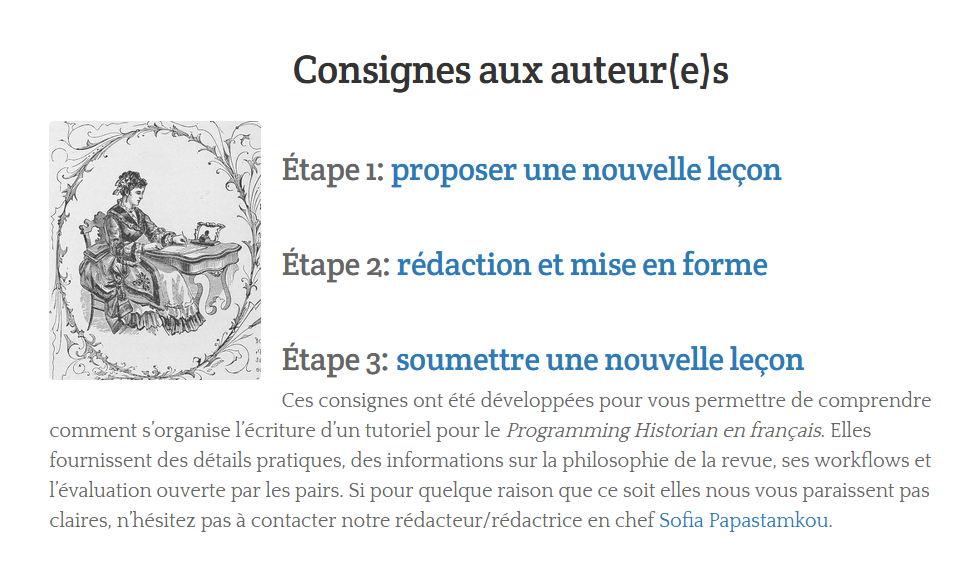 Consignes aux auteur(e)s
Étape 1: proposer une nouvelle leçon
Étape 2: rédaction et mise en forme
Étape 3: soumettre une nouvelle leçon
Ces consignes ont été développées pour vous permettre de comprendre
comment s’organise l’écriture d’un tutoriel pour le Programming Historian en français. Elles
fournissent des détails pratiques, des informations sur la philosophie de la revue, ses workflows et
l’évaluation ouverte par les pairs. Si pour quelque raison que ce soit elles nous vous paraissent pas
claires, n’hésitez pas à contacter notre rédacteur/rédactrice en chef Sofia Papastamkou.